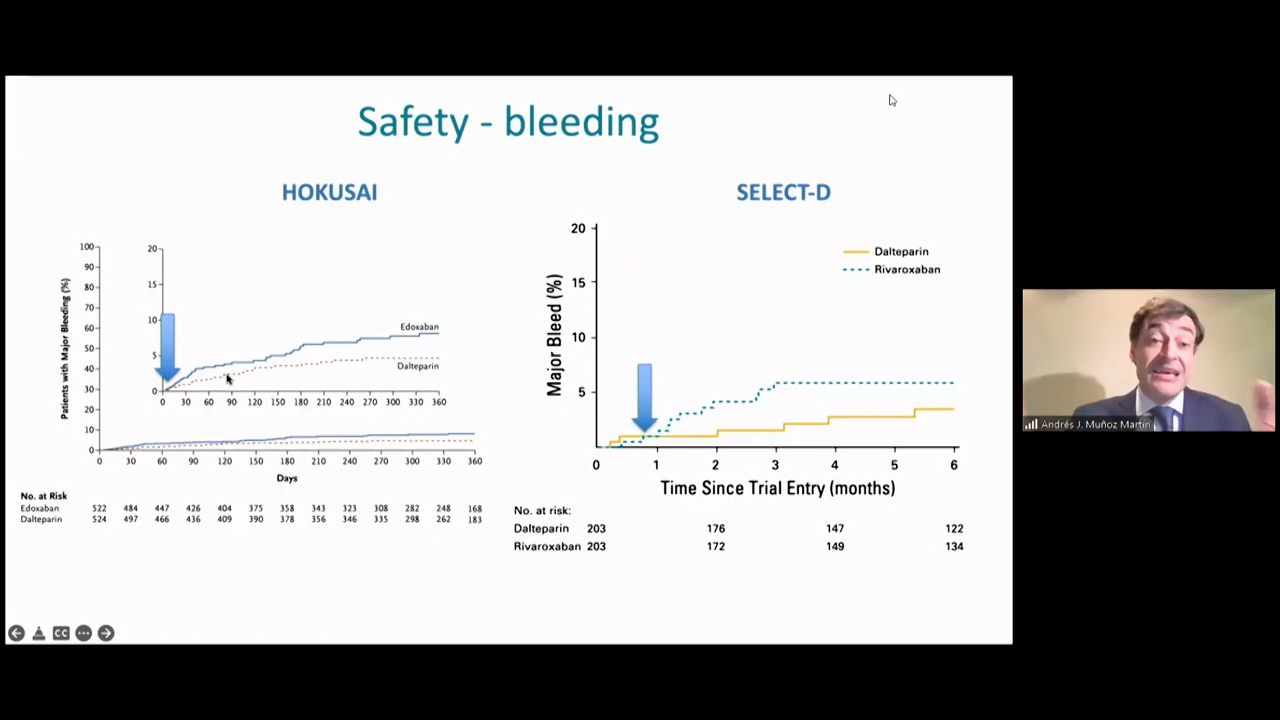 Safety - bleeding
HOKUSAI
Patients with Major Bleeding (%)
100
90
80
70
60
50
40
30
20
10
0
20
15
10
5
0
Edoxaban
Dalteparin
0 30 60 90 120 150 180 210 240 270 300 330 360
0 30 60 90 120 150 180 210 240 270 300 330 360
Days
No. at Risk
Edoxaban 522 484 447 426 404 375 358 343 323 308 282 248 168
Dalteparin 524 497 466 436 409 390 378 356 346 335 298 262 183
SELECT-D
Major Bleed (%)
20
15
10
5
Dalteparin
Rivaroxaban
0 1 2 3 4 5 6
Time Since Trial Entry (months)
No. at risk:
Dalteparin 203 176 147 122
Rivaroxaban 203 172 149 134
CC
Andrés J. Muñoz Martín